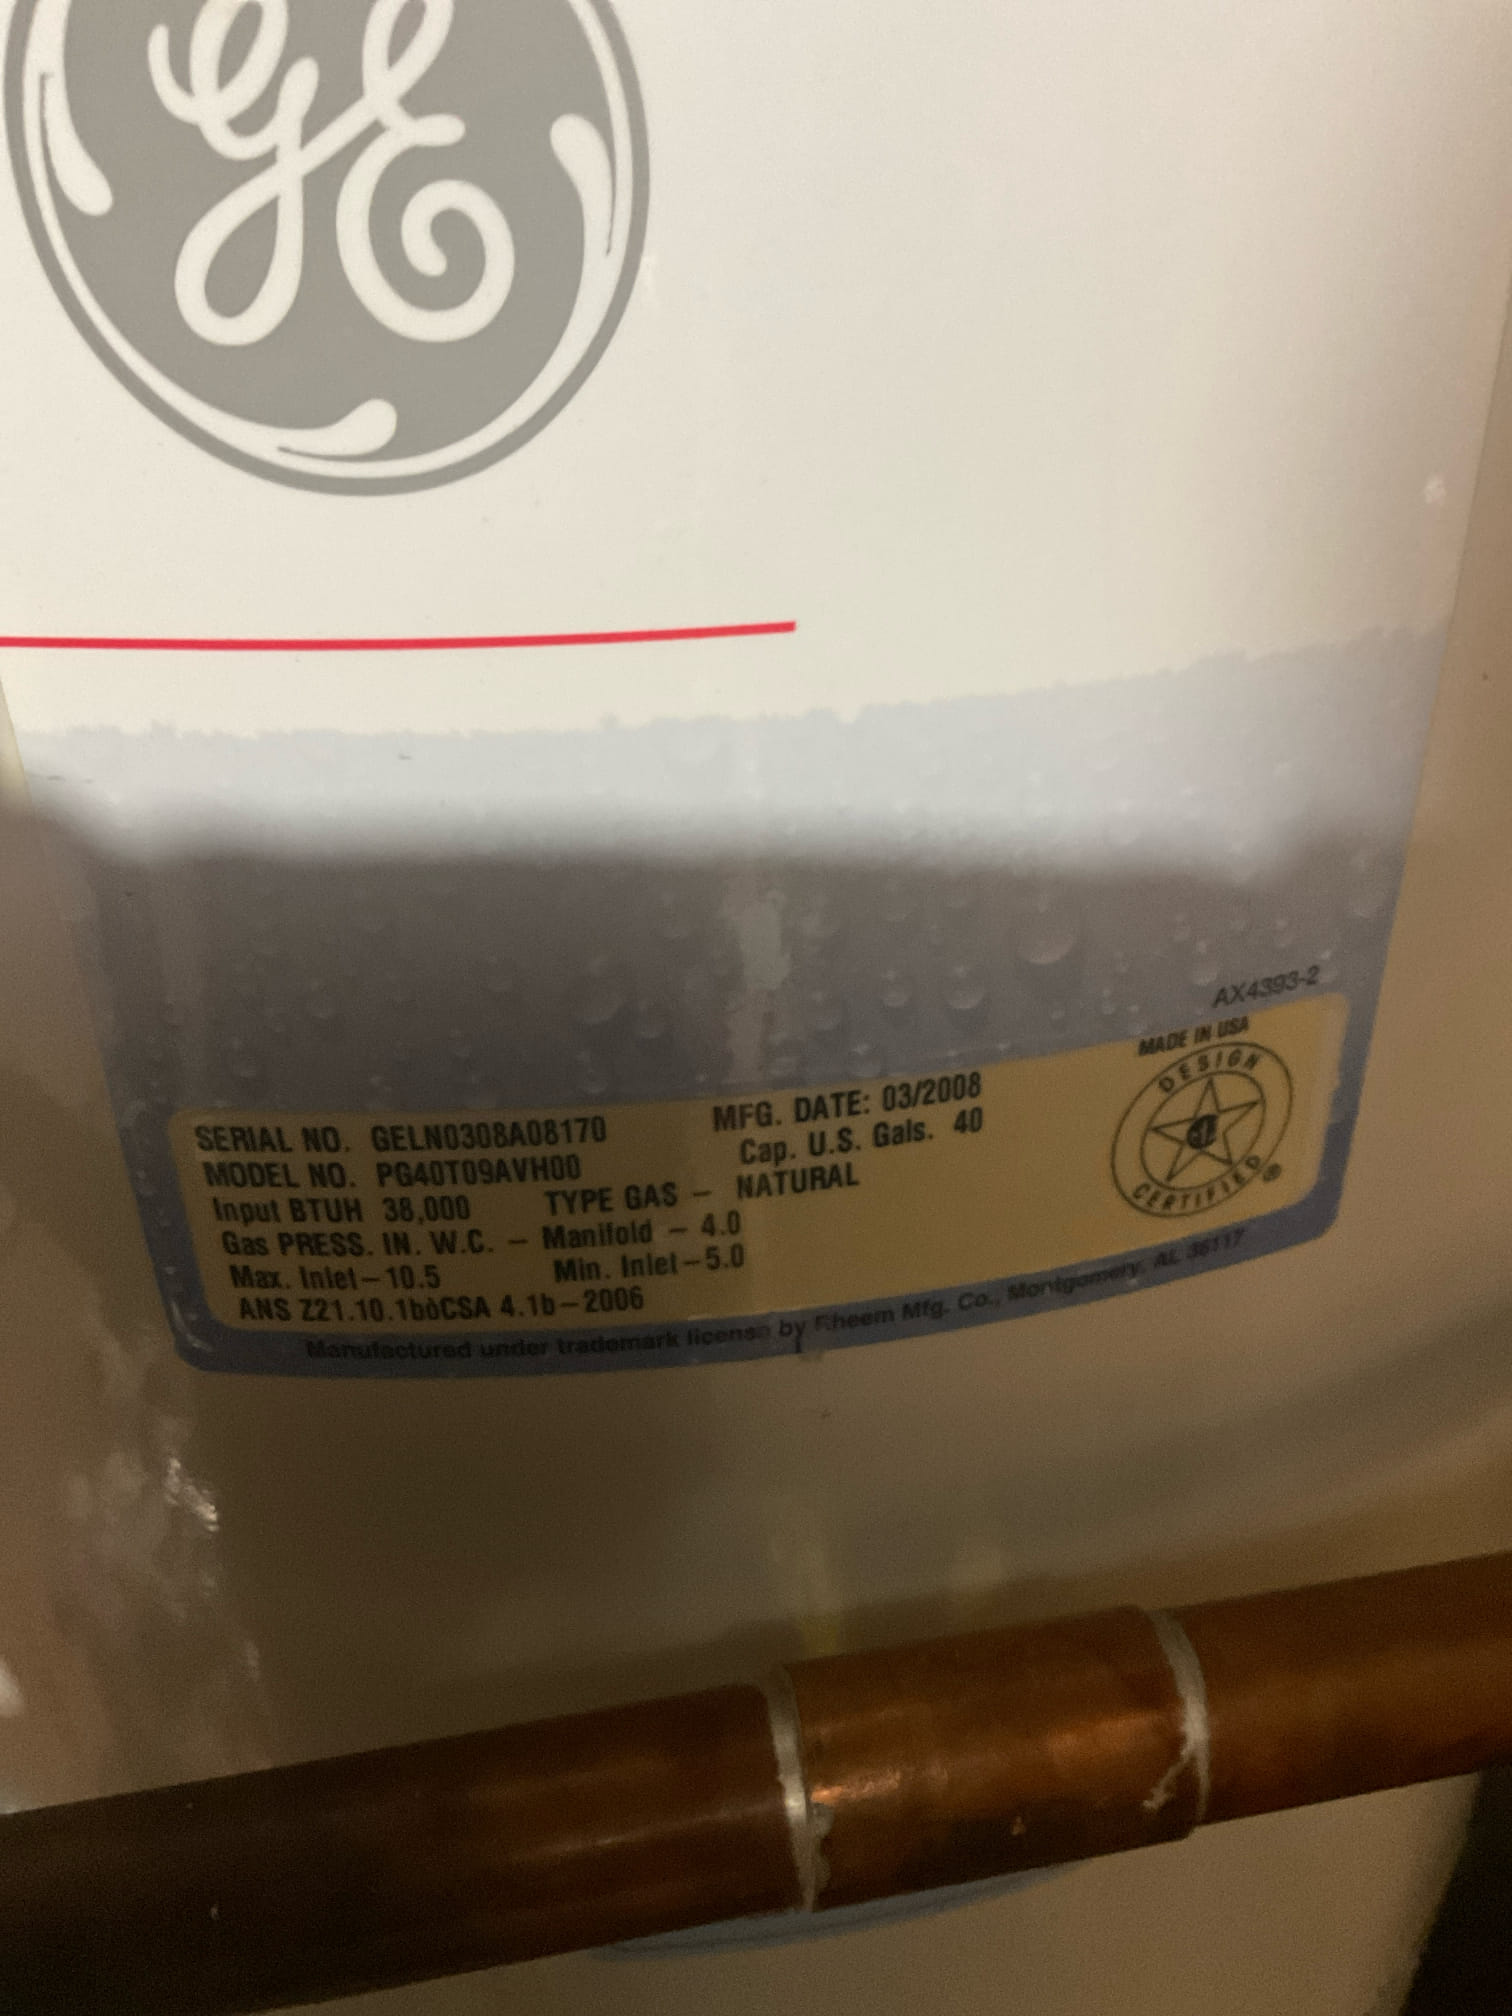 GE
AX4393-2
MADE IN USA
DESIGN
CERTIFIED ®
SERIAL NO. GELN0308A08170 MFG. DATE: 03/2008
MODEL NO. PG40T09AVH00 Cap. U.S. Gals. 40
Input BTUH 38,000 TYPE GAS – NATURAL
Gas PRESS. IN. W.C. – Manifold – 4.0
Max. Inlet–10.5 Min. Inlet–5.0
ANS Z21.10.1bòCSA 4.1b–2006
Manufactured under trademark license by Rheem Mfg. Co., Montgomery, AL 36117